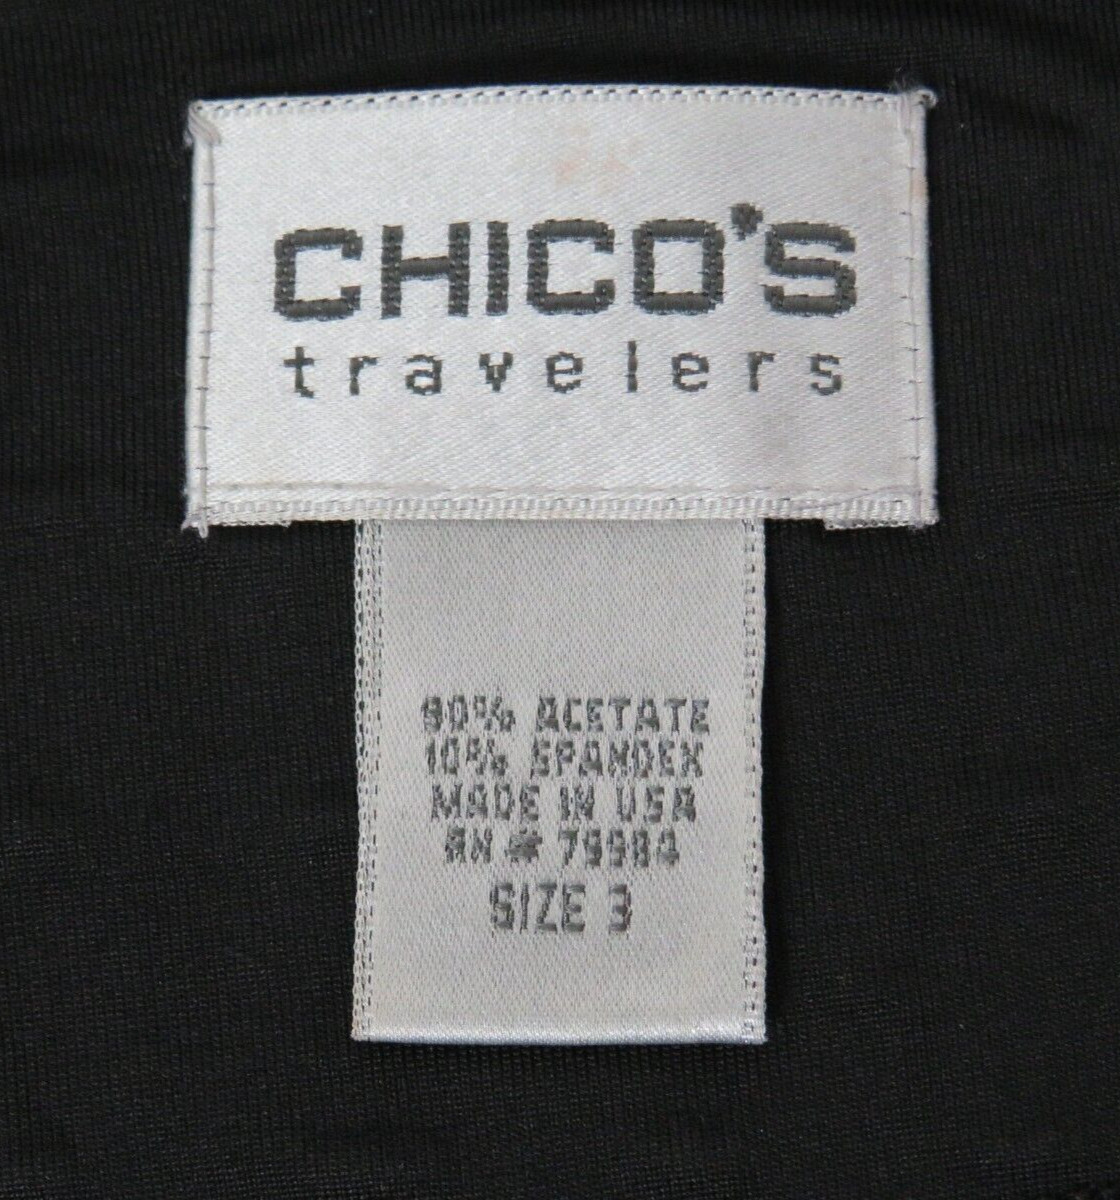 CHICO'S
travelers
90% ACETATE
10% SPANDEX
MADE IN USA
RN # 79984
SIZE 3